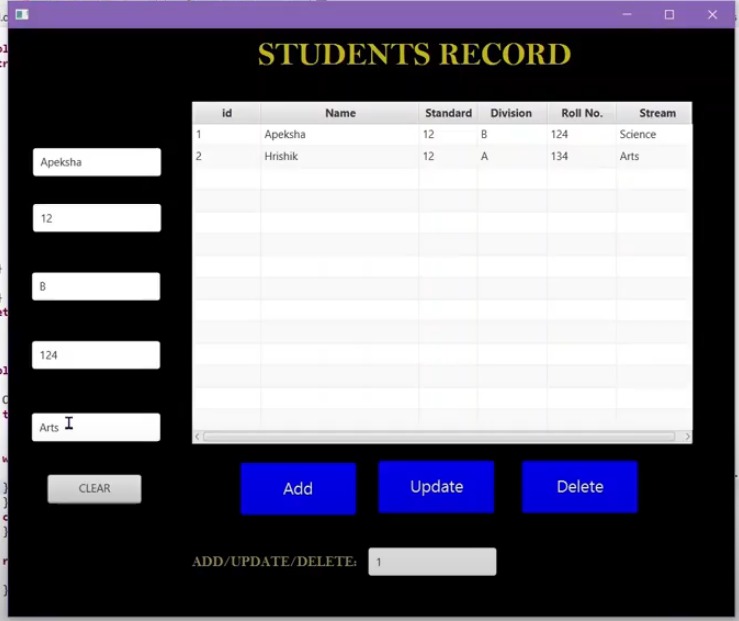 STUDENTS RECORD
id Name Standard Division Roll No. Stream
1 Apeksha 12 B 124 Science
2 Hrishik 12 A 134 Arts
Apeksha
12
B
124
Arts
CLEAR
Add Update Delete
ADD/UPDATE/DELETE: 1